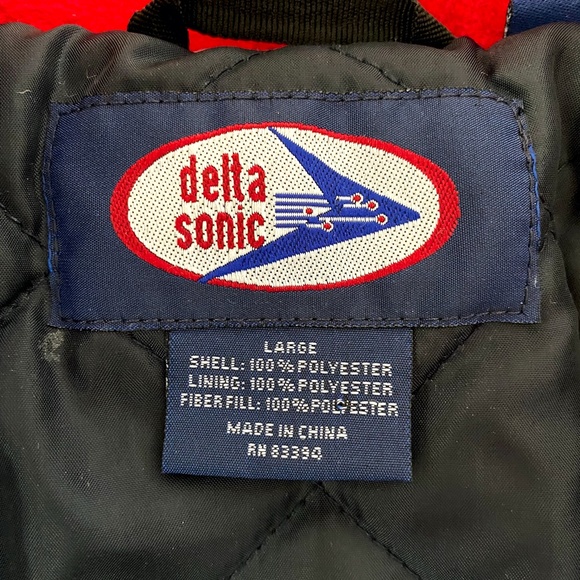 delta
sonic
LARGE
SHELL: 100% POLYESTER
LINING: 100% POLYESTER
FIBER FILL: 100% POLYESTER
MADE IN CHINA
RN 83394